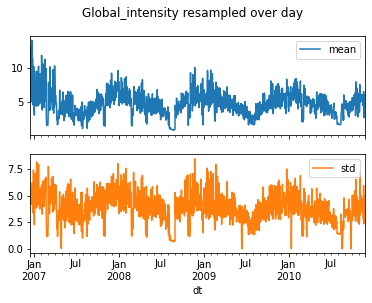 Global_intensity resampled over day
mean
10
5
std
7.5
5.0
2.5
0.0
Jan Jul Jan Jul Jan Jul Jan Jul
2007 2008 2009 2010
dt